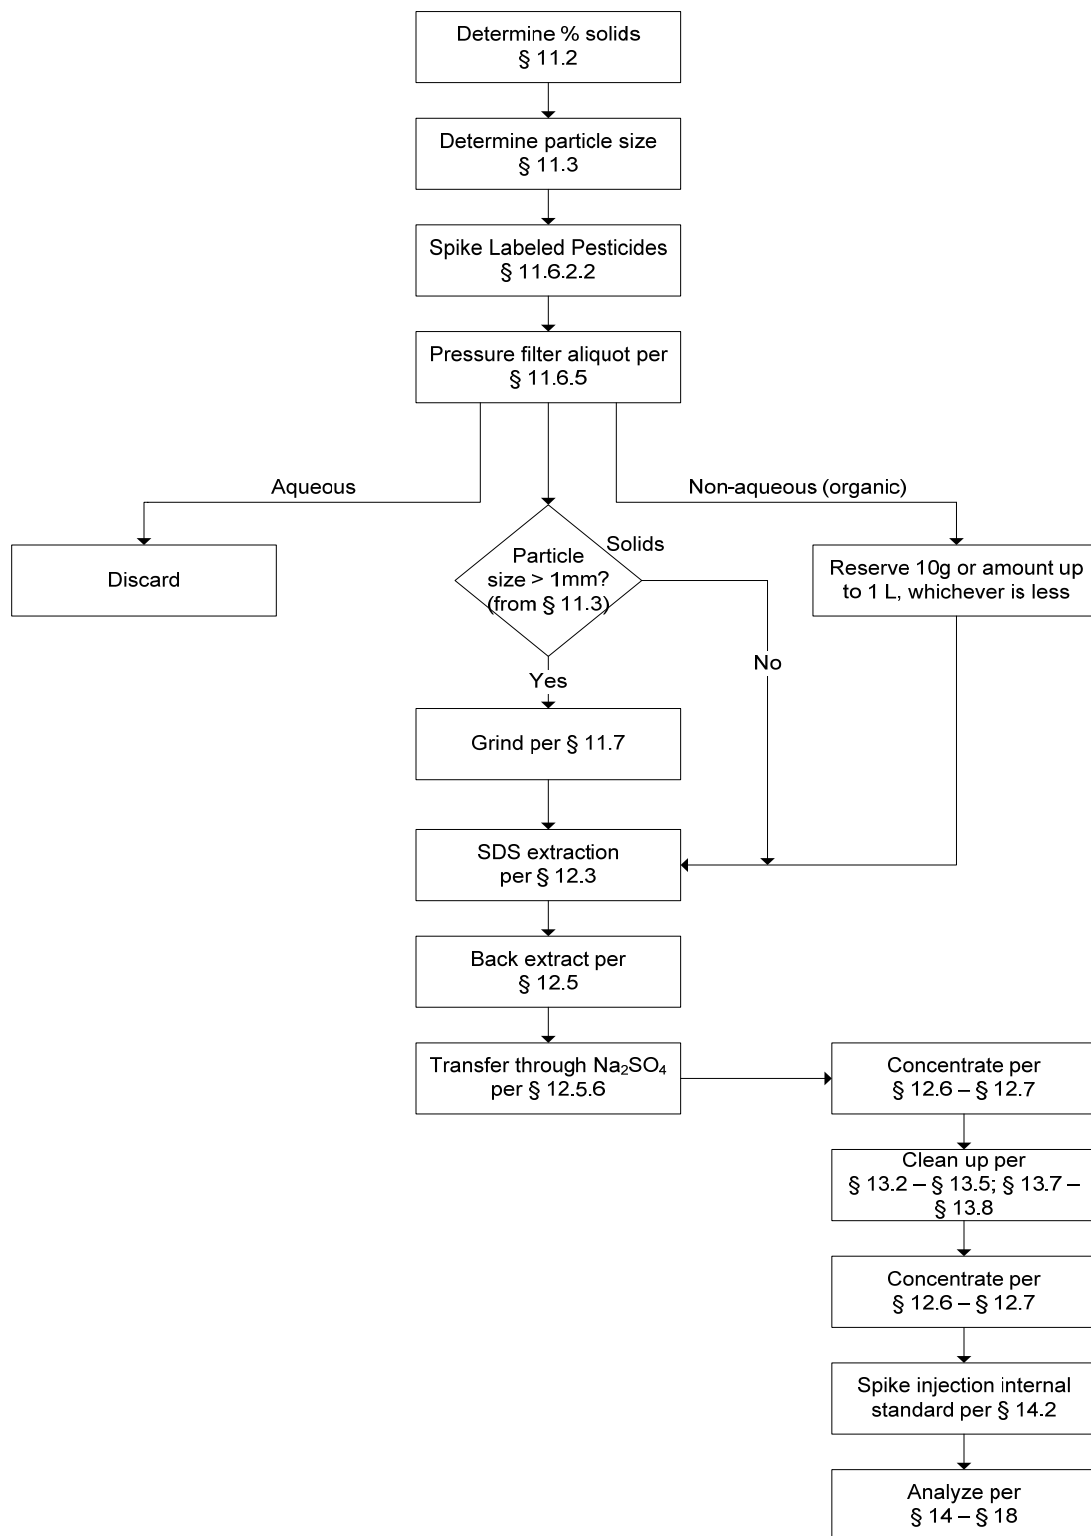 Determine % solids
§ 11.2
Determine particle size
§ 11.3
Spike Labeled Pesticides
§ 11.6.2.2
Pressure filter aliquot per
§ 11.6.5
Aqueous
Non-aqueous (organic)
Discard
Solids
Particle
size > 1mm?
(from § 11.3)
Reserve 10g or amount up
to 1 L, whichever is less
No
Yes
Grind per § 11.7
SDS extraction
per § 12.3
Back extract per
§ 12.5
Transfer through Na₂SO₄
per § 12.5.6
Concentrate per
§ 12.6 – § 12.7
Clean up per
§ 13.2 – § 13.5; § 13.7 –
§ 13.8
Concentrate per
§ 12.6 – § 12.7
Spike injection internal
standard per § 14.2
Analyze per
§ 14 – § 18